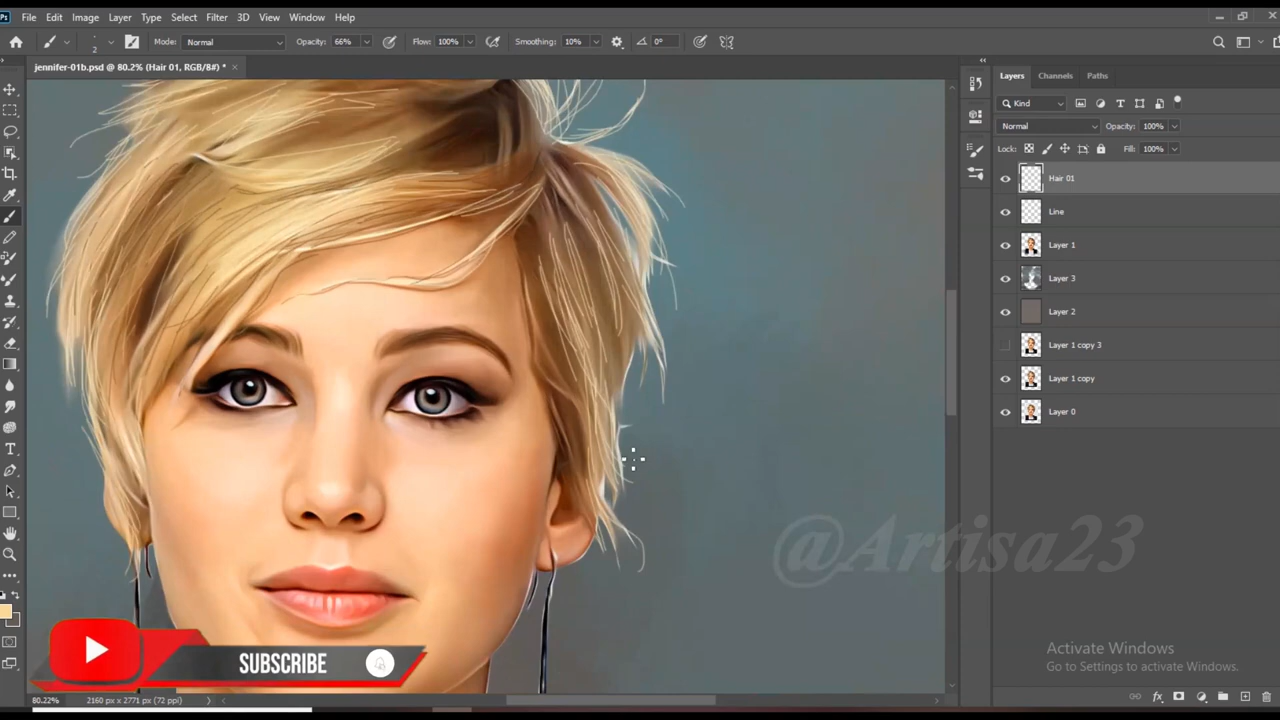 Ps File Edit Image Layer Type Select Filter 3D View Window Help
2 Mode: Normal Opacity: 66% Flow: 100% Smoothing: 10% 0°
jennifer-01b.psd @ 80.2% (Hair 01, RGB/8#) * ×
Layers Channels Paths
Kind
Normal Opacity: 100%
Lock: Fill: 100%
Hair 01
Line
Layer 1
Layer 3
Layer 2
Layer 1 copy 3
Layer 1 copy
Layer 0
@Artisa23
SUBSCRIBE
Activate Windows
Go to Settings to activate Windows.
80.22% 2160 px x 2771 px (72 ppi)